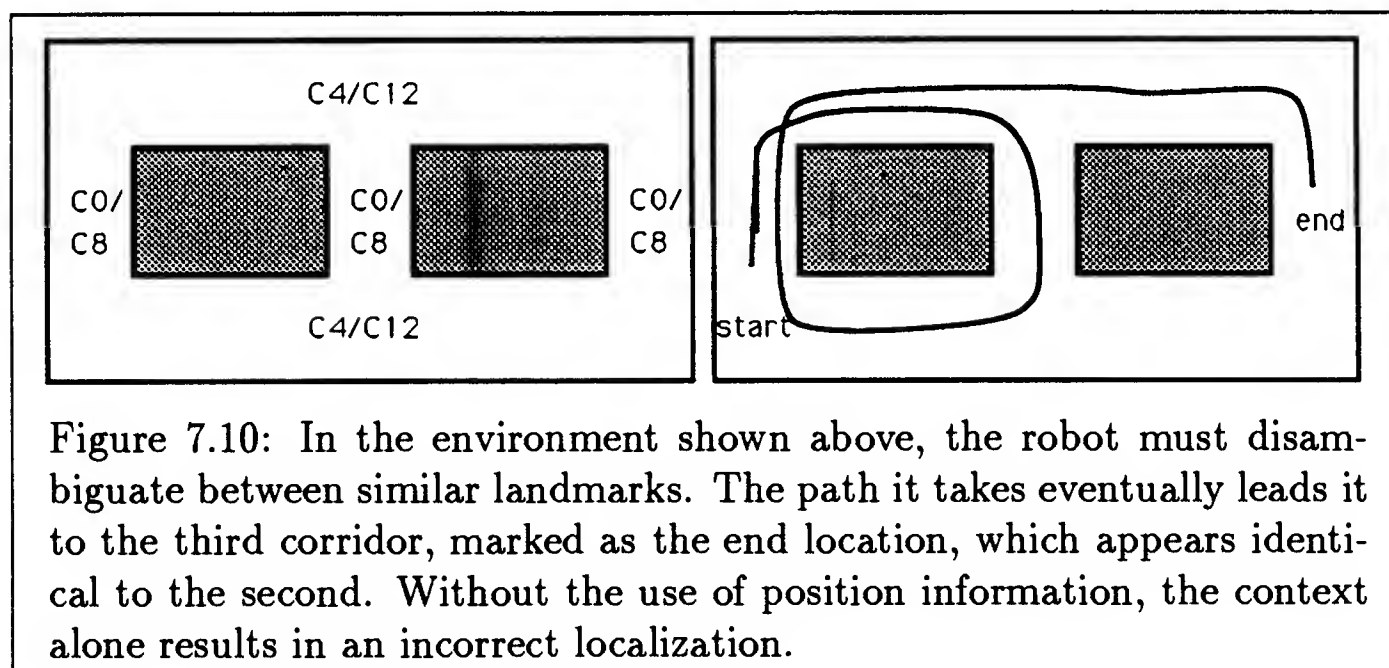 C4/C12
C0/ C0/ C0/
C8 C8 C8
C4/C12
end
start
Figure 7.10: In the environment shown above, the robot must disam-
biguate between similar landmarks. The path it takes eventually leads it
to the third corridor, marked as the end location, which appears identi-
cal to the second. Without the use of position information, the context
alone results in an incorrect localization.